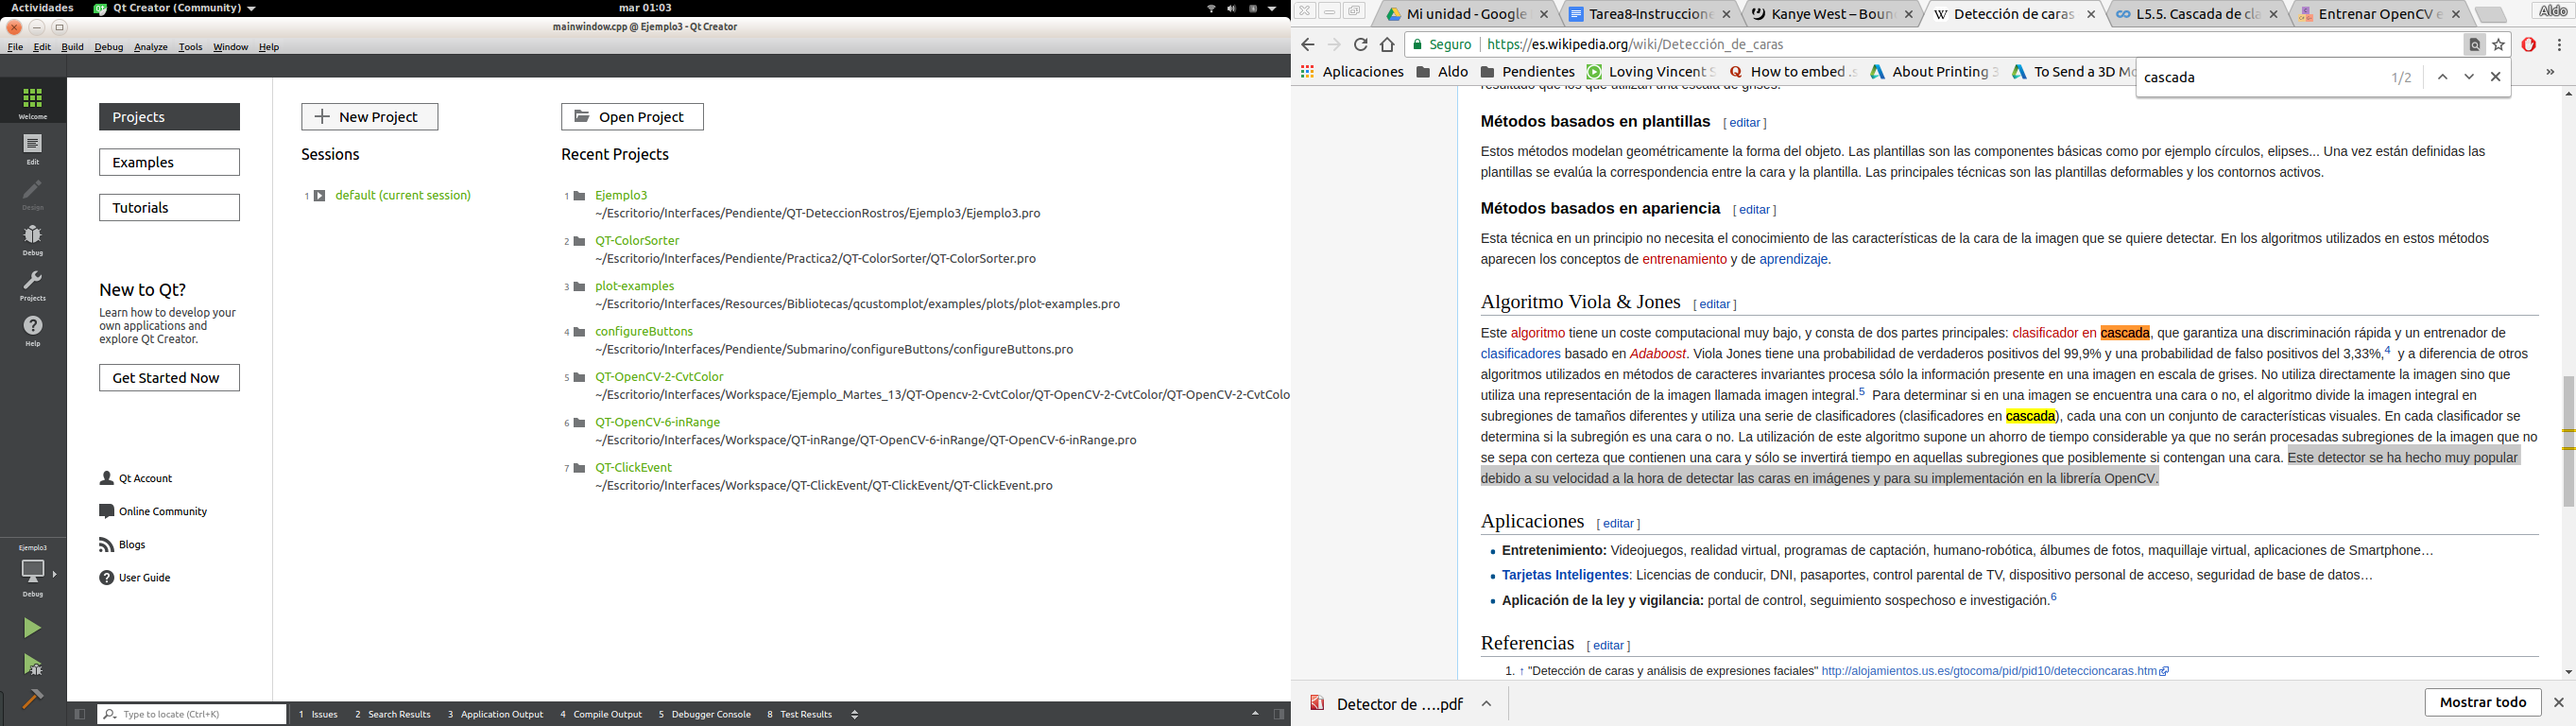 Actividades
Qt Creator (Community)
mar 01:03
mainwindow.cpp @ Ejemplo3 - Qt Creator
File Edit Build Debug Analyze Tools Window Help
Welcome
Edit
Design
Debug
Projects
Help
Ejemplo3
Debug
Projects
Examples
Tutorials
New to Qt?
Learn how to develop your
own applications and
explore Qt Creator.
Get Started Now
Qt Account
Online Community
Blogs
User Guide
New Project
Sessions
1 default (current session)
Open Project
Recent Projects
1 Ejemplo3
~/Escritorio/Interfaces/Pendiente/QT-DeteccionRostros/Ejemplo3/Ejemplo3.pro
2 QT-ColorSorter
~/Escritorio/Interfaces/Pendiente/Practica2/QT-ColorSorter/QT-ColorSorter.pro
3 plot-examples
~/Escritorio/Interfaces/Resources/Bibliotecas/qcustomplot/examples/plots/plot-examples.pro
4 configureButtons
~/Escritorio/Interfaces/Pendiente/Submarino/configureButtons/configureButtons.pro
5 QT-OpenCV-2-CvtColor
~/Escritorio/Interfaces/Workspace/Ejemplo_Martes_13/QT-Opencv-2-CvtColor/QT-OpenCV-2-CvtColor/QT-OpenCV-2-CvtColo
6 QT-OpenCV-6-inRange
~/Escritorio/Interfaces/Workspace/QT-inRange/QT-OpenCV-6-inRange/QT-OpenCV-6-inRange.pro
7 QT-ClickEvent
~/Escritorio/Interfaces/Workspace/QT-ClickEvent/QT-ClickEvent/QT-ClickEvent.pro
Type to locate (Ctrl+K)
1 Issues 2 Search Results 3 Application Output 4 Compile Output 5 Debugger Console 8 Test Results
Mi unidad - Google
Tarea8-Instruccione
Kanye West – Boun
Detección de caras
L5.5. Cascada de cla
Entrenar OpenCV e
Aldo
Seguro https://es.wikipedia.org/wiki/Detección_de_caras
Aplicaciones Aldo Pendientes Loving Vincent S How to embed .s About Printing 3 To Send a 3D Mo »
cascada 1/2
resultado que los que utilizan una escala de grises.
Métodos basados en plantillas [ editar ]
Estos métodos modelan geométricamente la forma del objeto. Las plantillas son las componentes básicas como por ejemplo círculos, elipses... Una vez están definidas las
plantillas se evalúa la correspondencia entre la cara y la plantilla. Las principales técnicas son las plantillas deformables y los contornos activos.
Métodos basados en apariencia [ editar ]
Esta técnica en un principio no necesita el conocimiento de las características de la cara de la imagen que se quiere detectar. En los algoritmos utilizados en estos métodos
aparecen los conceptos de entrenamiento y de aprendizaje.
Algoritmo Viola & Jones [ editar ]
Este algoritmo tiene un coste computacional muy bajo, y consta de dos partes principales: clasificador en cascada, que garantiza una discriminación rápida y un entrenador de
clasificadores basado en Adaboost. Viola Jones tiene una probabilidad de verdaderos positivos del 99,9% y una probabilidad de falso positivos del 3,33%,4 y a diferencia de otros
algoritmos utilizados en métodos de caracteres invariantes procesa sólo la información presente en una imagen en escala de grises. No utiliza directamente la imagen sino que
utiliza una representación de la imagen llamada imagen integral.5 Para determinar si en una imagen se encuentra una cara o no, el algoritmo divide la imagen integral en
subregiones de tamaños diferentes y utiliza una serie de clasificadores (clasificadores en cascada), cada una con un conjunto de características visuales. En cada clasificador se
determina si la subregión es una cara o no. La utilización de este algoritmo supone un ahorro de tiempo considerable ya que no serán procesadas subregiones de la imagen que no
se sepa con certeza que contienen una cara y sólo se invertirá tiempo en aquellas subregiones que posiblemente si contengan una cara. Este detector se ha hecho muy popular
debido a su velocidad a la hora de detectar las caras en imágenes y para su implementación en la librería OpenCV.
Aplicaciones [ editar ]
• Entretenimiento: Videojuegos, realidad virtual, programas de captación, humano-robótica, álbumes de fotos, maquillaje virtual, aplicaciones de Smartphone…
• Tarjetas Inteligentes: Licencias de conducir, DNI, pasaportes, control parental de TV, dispositivo personal de acceso, seguridad de base de datos…
• Aplicación de la ley y vigilancia: portal de control, seguimiento sospechoso e investigación.6
Referencias [ editar ]
1. ↑ "Detección de caras y análisis de expresiones faciales" http://alojamientos.us.es/gtocoma/pid/pid10/deteccioncaras.htm
Detector de ….pdf
Mostrar todo